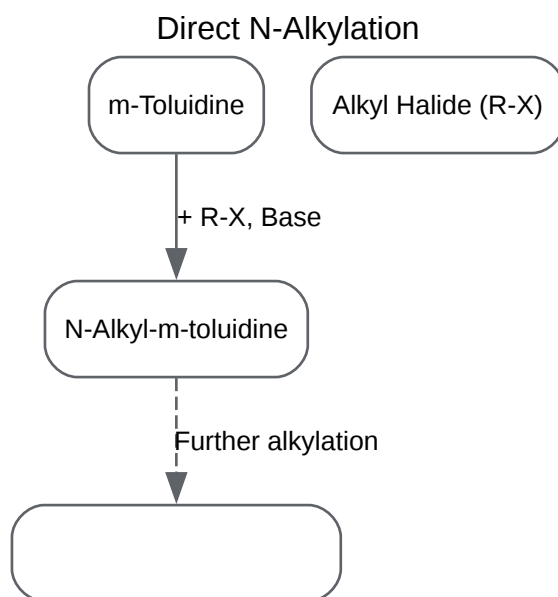 Direct N-Alkylation
m-Toluidine
Alkyl Halide (R-X)
+ R-X, Base
N-Alkyl-m-toluidine
Further alkylation